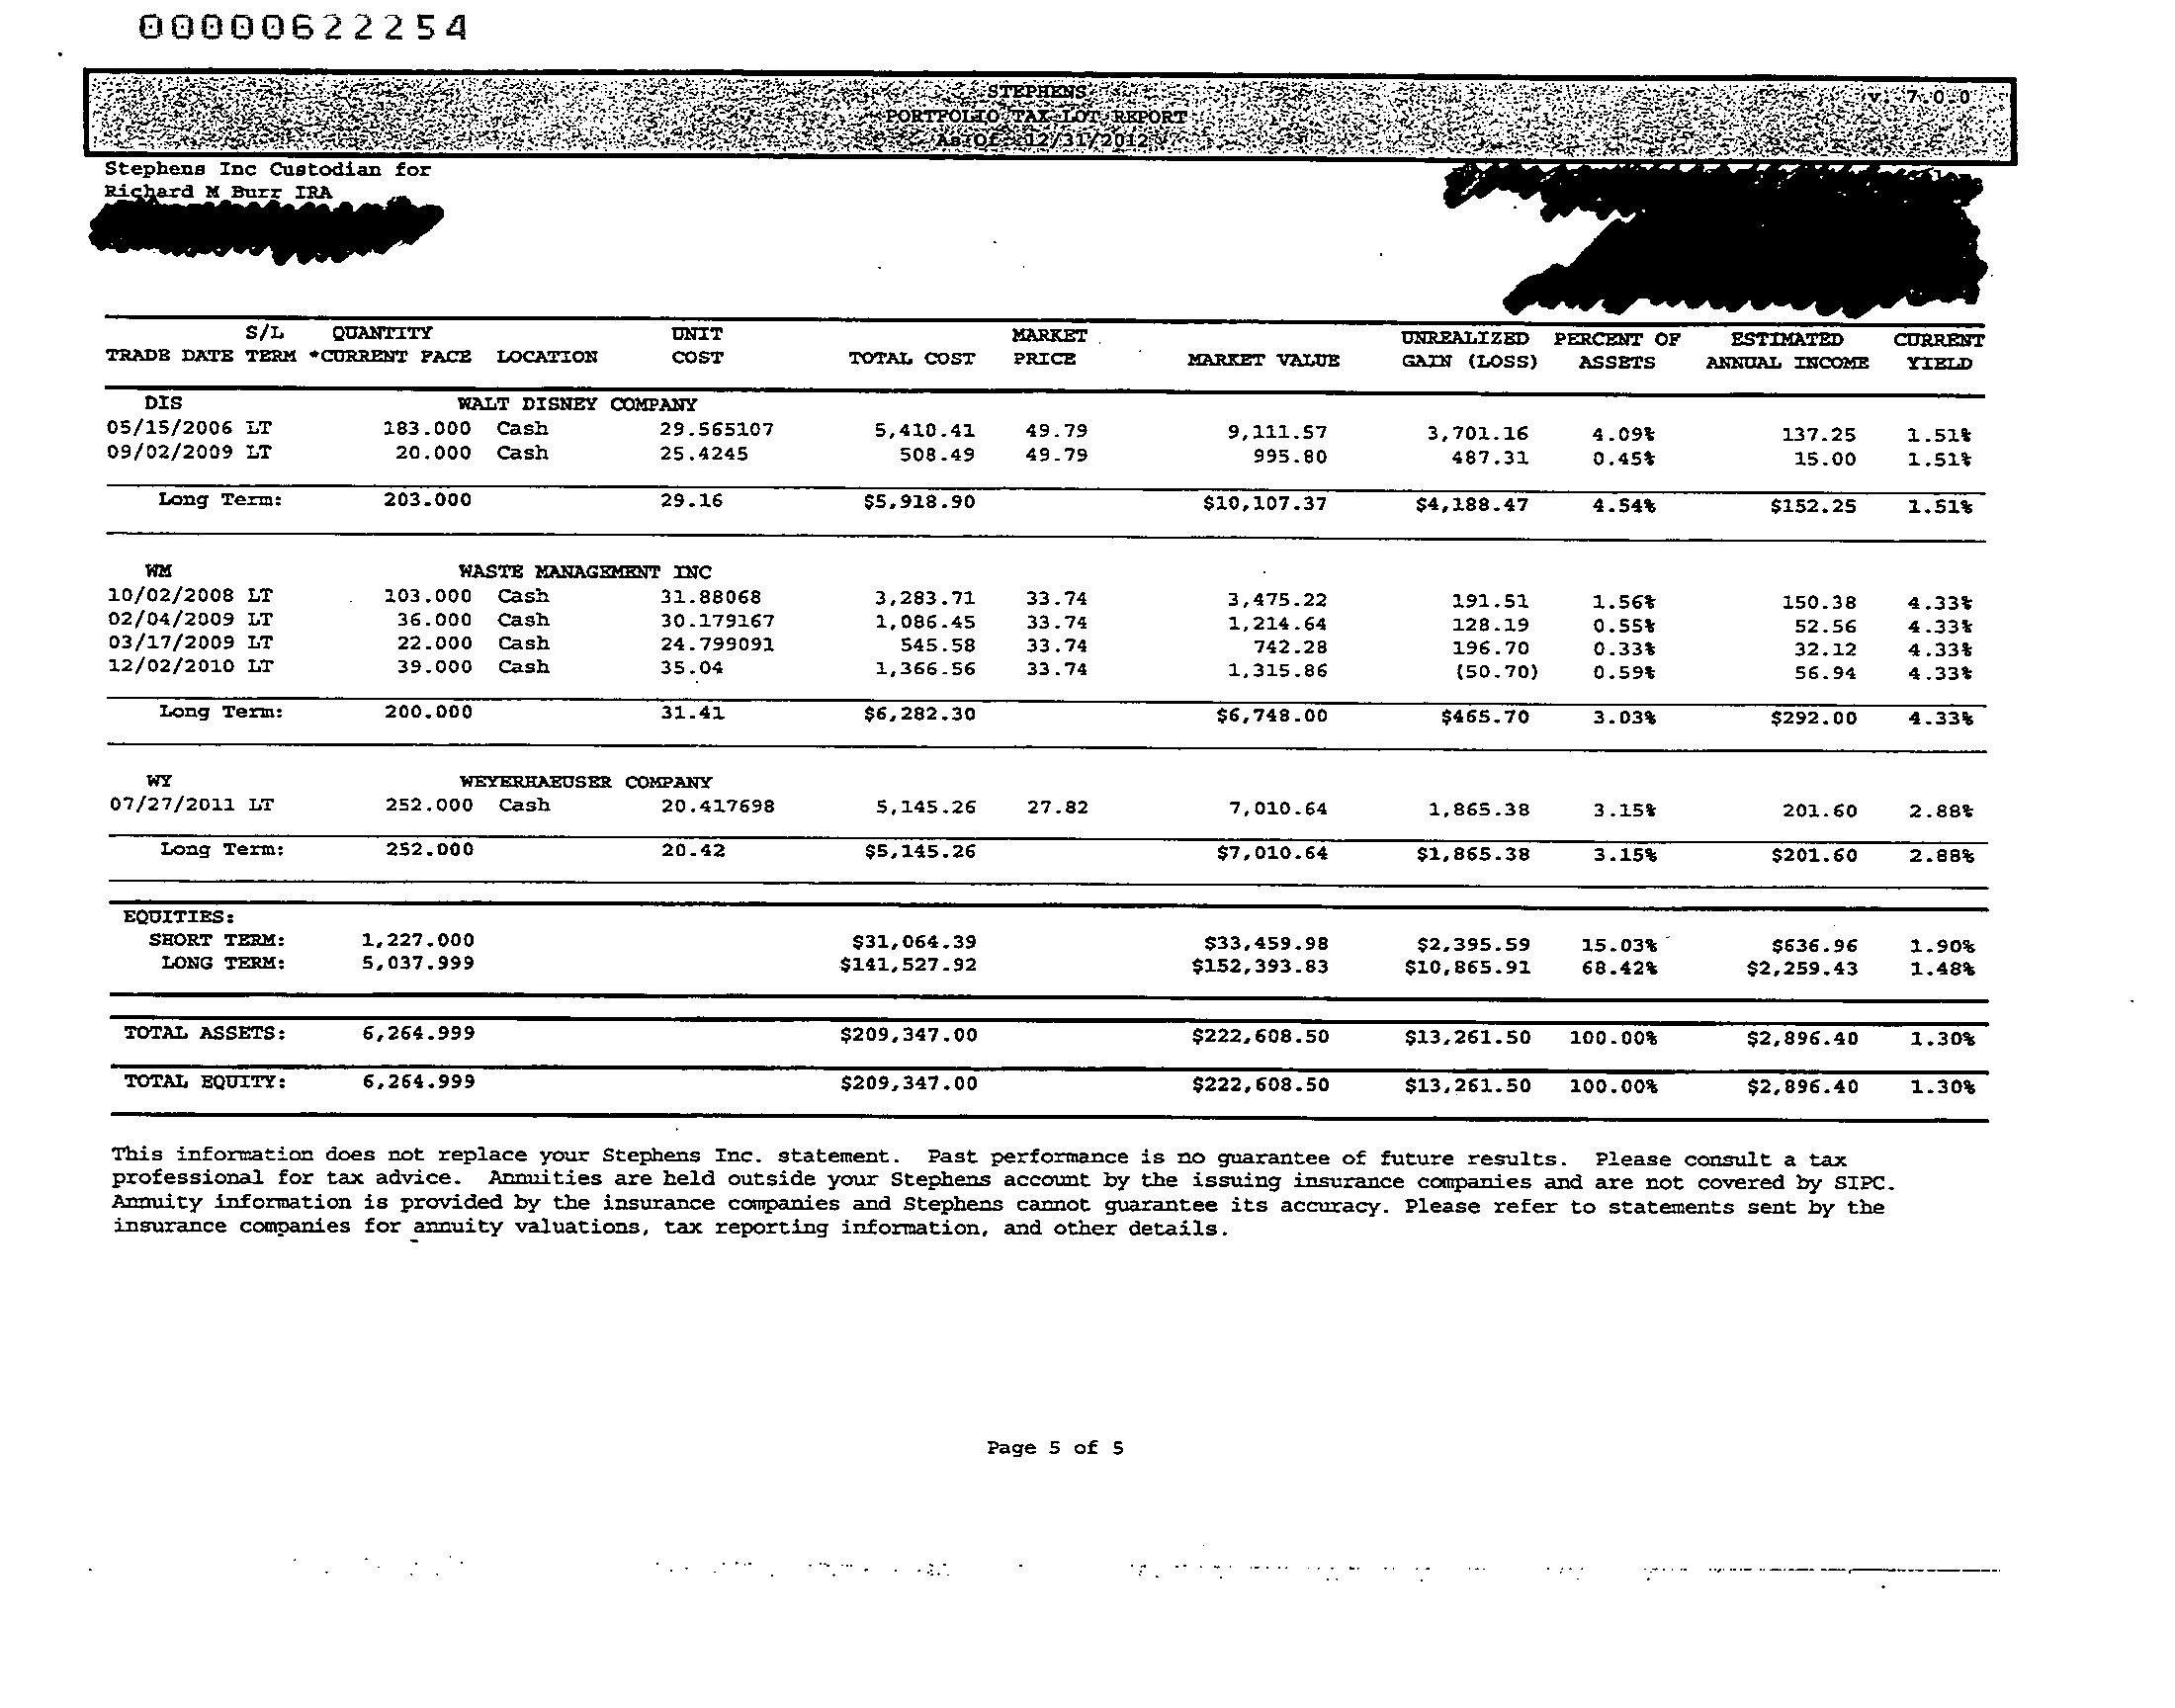 00000622254
STEPHENS
v. 7.0.0
PORTFOLIO TAX LOT REPORT
As Of 12/31/2012
Stephens Inc Custodian for
Richard M Burr IRA
S/L QUANTITY UNIT MARKET UNREALIZED PERCENT OF ESTIMATED CURRENT
TRADE DATE TERM *CURRENT FACE LOCATION COST TOTAL COST PRICE MARKET VALUE GAIN (LOSS) ASSETS ANNUAL INCOME YIELD
DIS WALT DISNEY COMPANY
05/15/2006 LT 183.000 Cash 29.565107 5,410.41 49.79 9,111.57 3,701.16 4.09% 137.25 1.51%
09/02/2009 LT 20.000 Cash 25.4245 508.49 49.79 995.80 487.31 0.45% 15.00 1.51%
Long Term: 203.000 29.16 $5,918.90 $10,107.37 $4,188.47 4.54% $152.25 1.51%
WM WASTE MANAGEMENT INC
10/02/2008 LT 103.000 Cash 31.88068 3,283.71 33.74 3,475.22 191.51 1.56% 150.38 4.33%
02/04/2009 LT 36.000 Cash 30.179167 1,086.45 33.74 1,214.64 128.19 0.55% 52.56 4.33%
03/17/2009 LT 22.000 Cash 24.799091 545.58 33.74 742.28 196.70 0.33% 32.12 4.33%
12/02/2010 LT 39.000 Cash 35.04 1,366.56 33.74 1,315.86 (50.70) 0.59% 56.94 4.33%
Long Term: 200.000 31.41 $6,282.30 $6,748.00 $465.70 3.03% $292.00 4.33%
WY WEYERHAEUSER COMPANY
07/27/2011 LT 252.000 Cash 20.417698 5,145.26 27.82 7,010.64 1,865.38 3.15% 201.60 2.88%
Long Term: 252.000 20.42 $5,145.26 $7,010.64 $1,865.38 3.15% $201.60 2.88%
EQUITIES:
SHORT TERM: 1,227.000 $31,064.39 $33,459.98 $2,395.59 15.03% $636.96 1.90%
LONG TERM: 5,037.999 $141,527.92 $152,393.83 $10,865.91 68.42% $2,259.43 1.48%
TOTAL ASSETS: 6,264.999 $209,347.00 $222,608.50 $13,261.50 100.00% $2,896.40 1.30%
TOTAL EQUITY: 6,264.999 $209,347.00 $222,608.50 $13,261.50 100.00% $2,896.40 1.30%
This information does not replace your Stephens Inc. statement. Past performance is no guarantee of future results. Please consult a tax
professional for tax advice. Annuities are held outside your Stephens account by the issuing insurance companies and are not covered by SIPC.
Annuity information is provided by the insurance companies and Stephens cannot guarantee its accuracy. Please refer to statements sent by the
insurance companies for annuity valuations, tax reporting information, and other details.
Page 5 of 5